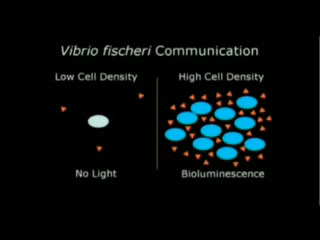 Vibrio fischeri Communication
Low Cell Density
No Light
High Cell Density
Bioluminescence